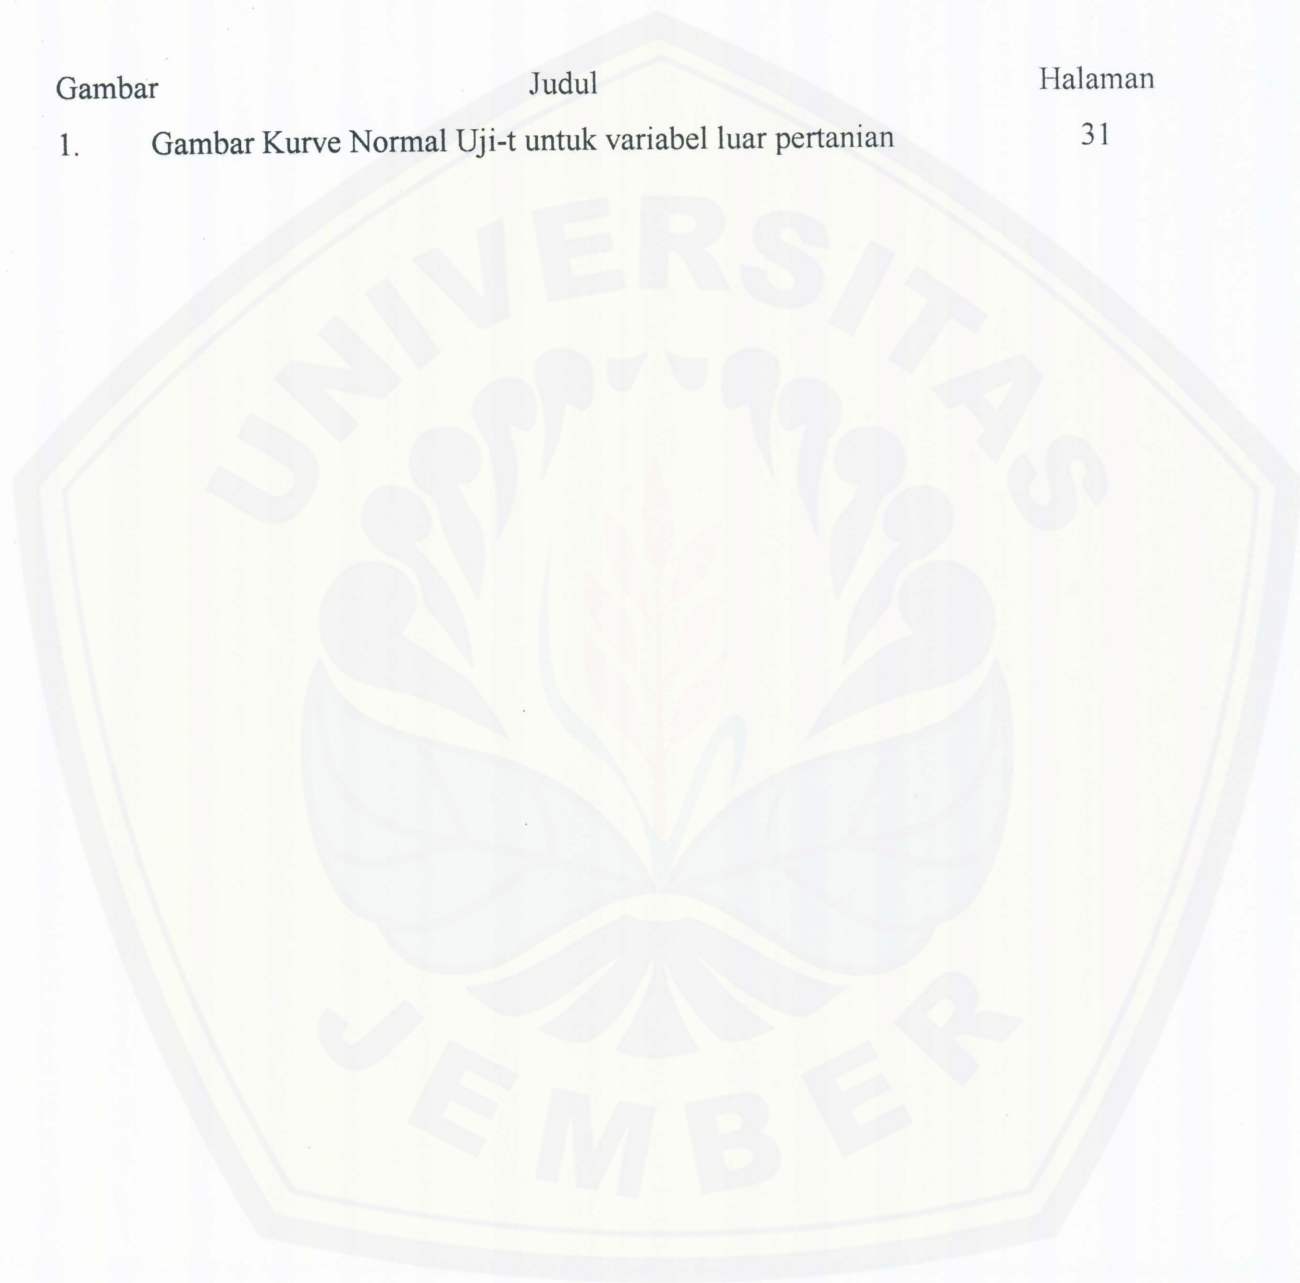 Gambar Judul Halaman
1. Gambar Kurve Normal Uji-t untuk variabel luar pertanian 31
UNIVERSITAS
JEMBER